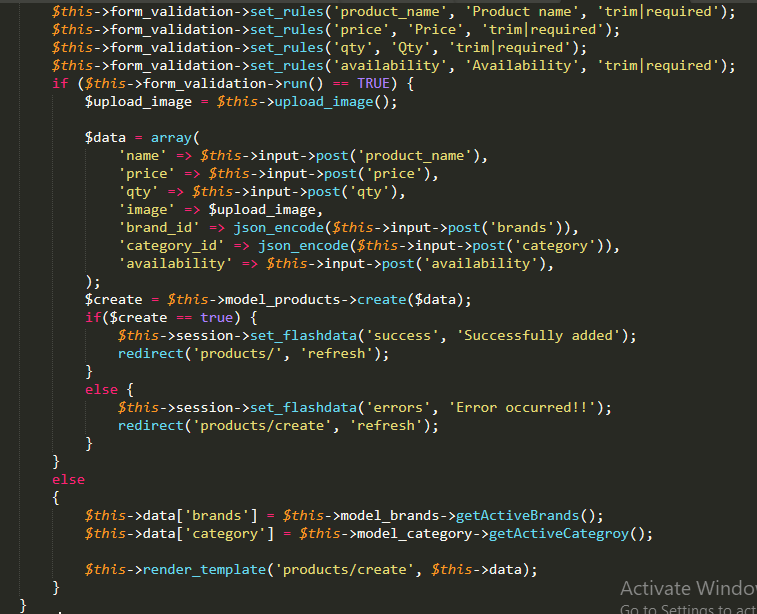 $this->form_validation->set_rules('product_name', 'Product name', 'trim|required');
$this->form_validation->set_rules('price', 'Price', 'trim|required');
$this->form_validation->set_rules('qty', 'Qty', 'trim|required');
$this->form_validation->set_rules('availability', 'Availability', 'trim|required');
if ($this->form_validation->run() == TRUE) {
$upload_image = $this->upload_image();
$data = array(
'name' => $this->input->post('product_name'),
'price' => $this->input->post('price'),
'qty' => $this->input->post('qty'),
'image' => $upload_image,
'brand_id' => json_encode($this->input->post('brands')),
'category_id' => json_encode($this->input->post('category')),
'availability' => $this->input->post('availability'),
);
$create = $this->model_products->create($data);
if($create == true) {
$this->session->set_flashdata('success', 'Successfully added');
redirect('products/', 'refresh');
}
else {
$this->session->set_flashdata('errors', 'Error occurred!!');
redirect('products/create', 'refresh');
}
}
else
{
$this->data['brands'] = $this->model_brands->getActiveBrands();
$this->data['category'] = $this->model_category->getActiveCategroy();
$this->render_template('products/create', $this->data);
}
}
Activate Windo
Go to Settings to act